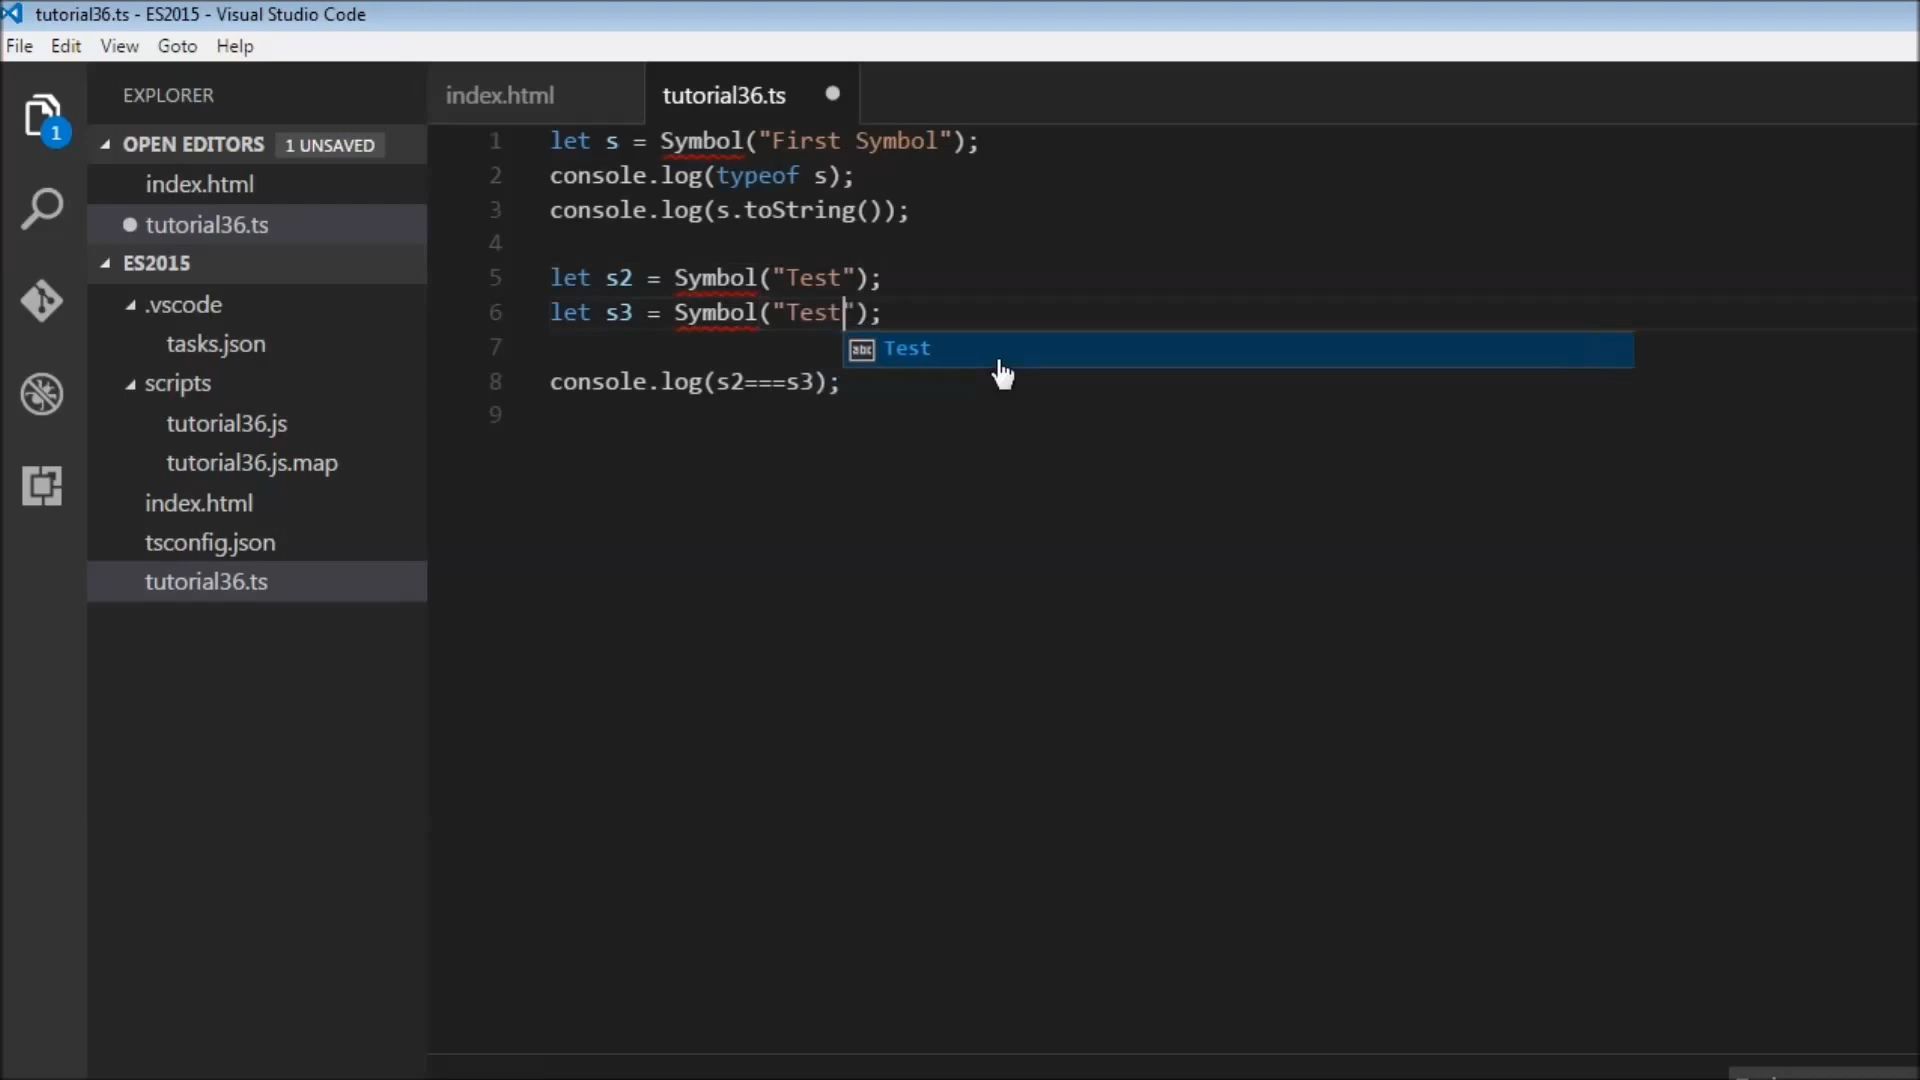 tutorial36.ts - ES2015 - Visual Studio Code
File Edit View Goto Help
EXPLORER
index.html
tutorial36.ts
1
OPEN EDITORS 1 UNSAVED
index.html
tutorial36.ts
ES2015
.vscode
tasks.json
scripts
tutorial36.js
tutorial36.js.map
index.html
tsconfig.json
tutorial36.ts
1 let s = Symbol("First Symbol");
2 console.log(typeof s);
3 console.log(s.toString());
4
5 let s2 = Symbol("Test");
6 let s3 = Symbol("Test");
7
abc Test
8 console.log(s2===s3);
9